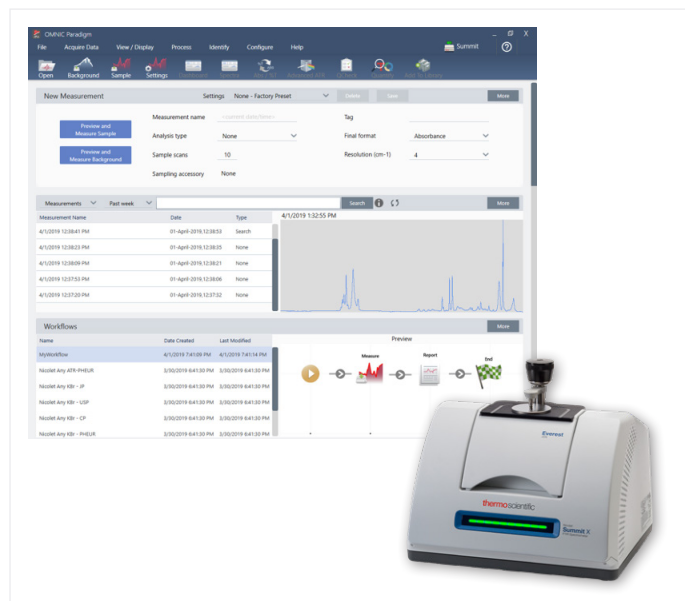 OMNIC Paradigm
File Acquire Data View / Display Process Identify Configure Help Summit
Open Background Sample Settings
New Measurement Settings None - Factory Preset Delete Save More
Preview and
Measure Sample
Preview and
Measure Background
Measurement name
Analysis type None
Sample scans 10
Sampling accessory None
Tag
Final format Absorbance
Resolution (cm-1) 4
Measurements Past week Search More
Measurement Name Date Type 4/1/2019 1:32:55 PM
4/1/2019 12:38:41 PM 01-April-2019,12:38:53 Search
4/1/2019 12:38:23 PM 01-April-2019,12:38:35 None
4/1/2019 12:38:09 PM 01-April-2019,12:38:21 None
4/1/2019 12:37:53 PM 01-April-2019,12:38:06 None
4/1/2019 12:37:20 PM 01-April-2019,12:37:32 None
Workflows More
Name Date Created Last Modified Preview
MyWorkflow 4/1/2019 7:41:09 PM 4/1/2019 7:41:14 PM
Nicolet Any ATR-PHEUR 3/30/2019 6:41:30 PM 3/30/2019 6:41:30 PM
Nicolet Any KBr - JP 3/30/2019 6:41:30 PM 3/30/2019 6:41:30 PM
Nicolet Any KBr - USP 3/30/2019 6:41:30 PM 3/30/2019 6:41:30 PM
Nicolet Any KBr - CP 3/30/2019 6:41:30 PM 3/30/2019 6:41:30 PM
Nicolet Any KBr - PHEUR 3/30/2019 6:41:30 PM 3/30/2019 6:41:30 PM
Measure Report End
Everest
thermo scientific
Summit X